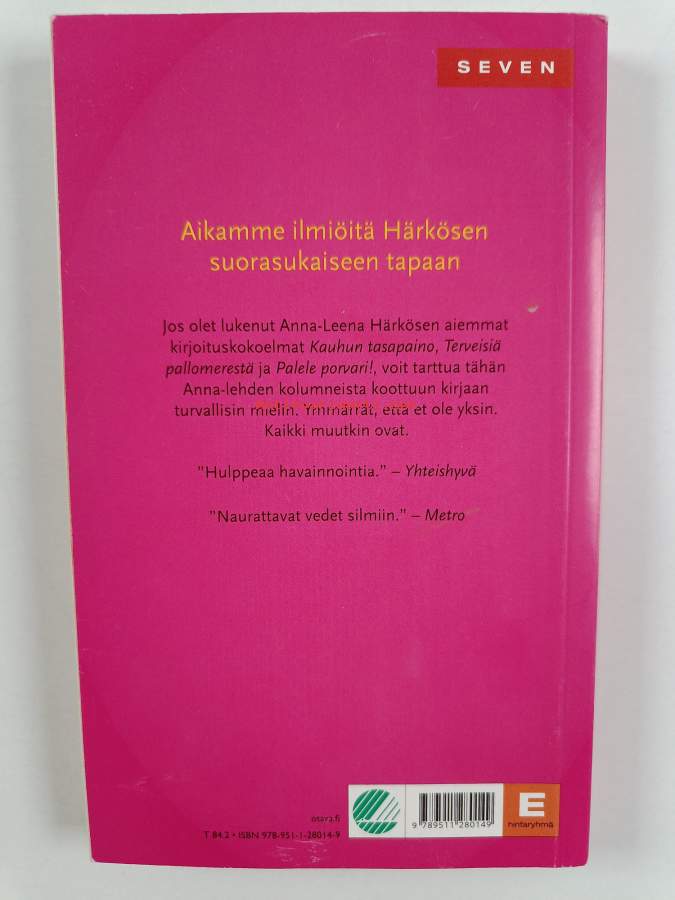 SEVEN
Aikamme ilmiöitä Härkösen
suorasukaiseen tapaan
Jos olet lukenut Anna-Leena Härkösen aiemmat
kirjoituskokoelmat Kauhun tasapaino, Terveisiä
pallomerestä ja Palele porvari!, voit tarttua tähän
Anna-lehden kolumneista koottuun kirjaan
turvallisin mielin. Ymmärrät, että et ole yksin.
Kaikki muutkin ovat.
"Hulppeaa havainnointia." – Yhteishyvä
"Naurattavat vedet silmiin." – Metro
otava.fi
T 84.2 • ISBN 978-951-1-28014-9
9 789511 280149
E
hintaryhmä